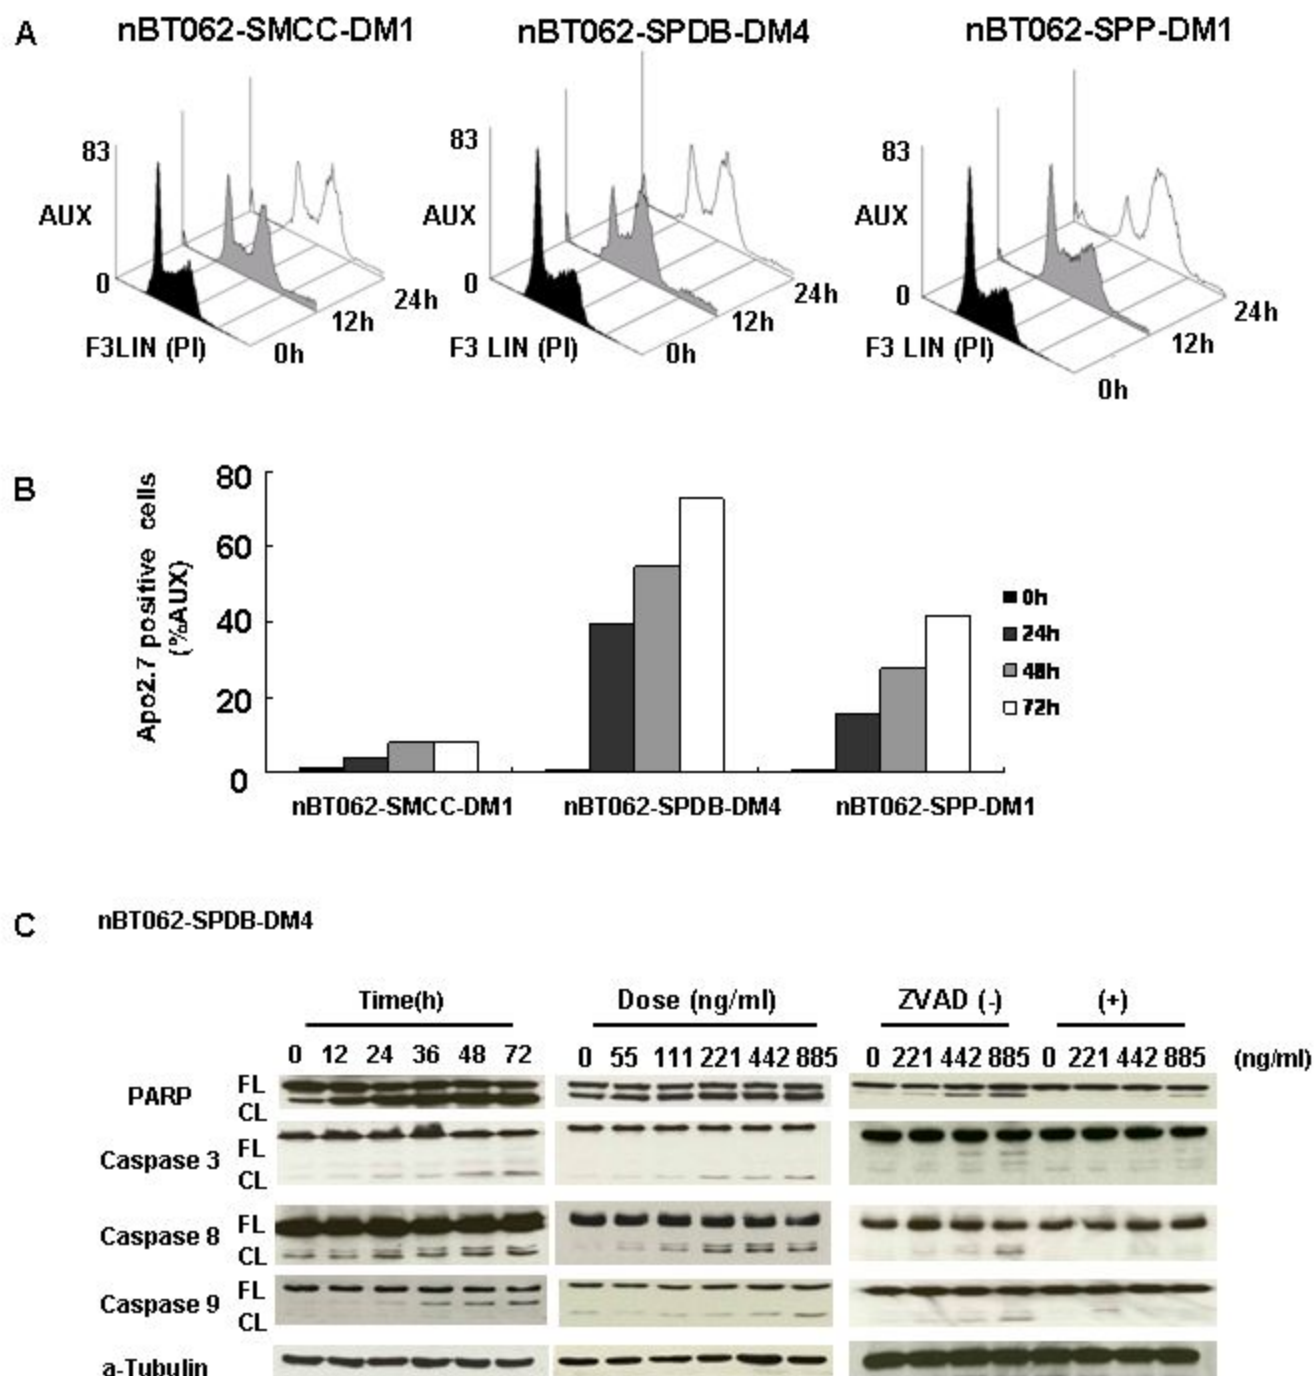 A
nBT062-SMCC-DM1
nBT062-SPDB-DM4
nBT062-SPP-DM1
83
AUX
0
F3LIN (PI)
0h
12h
24h
83
AUX
0
F3 LIN (PI)
0h
12h
24h
83
AUX
0
F3 LIN (PI)
0h
12h
24h
B
Apo2.7 positive cells
(%AUX)
80
60
40
20
0
nBT062-SMCC-DM1
nBT062-SPDB-DM4
nBT062-SPP-DM1
0h
24h
48h
72h
C
nBT062-SPDB-DM4
Time(h)
Dose (ng/ml)
ZVAD (-)
(+)
0 12 24 36 48 72
0 55 111 221 442 885
0 221 442 885 0 221 442 885 (ng/ml)
PARP
FL
CL
Caspase 3
FL
CL
Caspase 8
FL
CL
Caspase 9
FL
CL
a-Tubulin